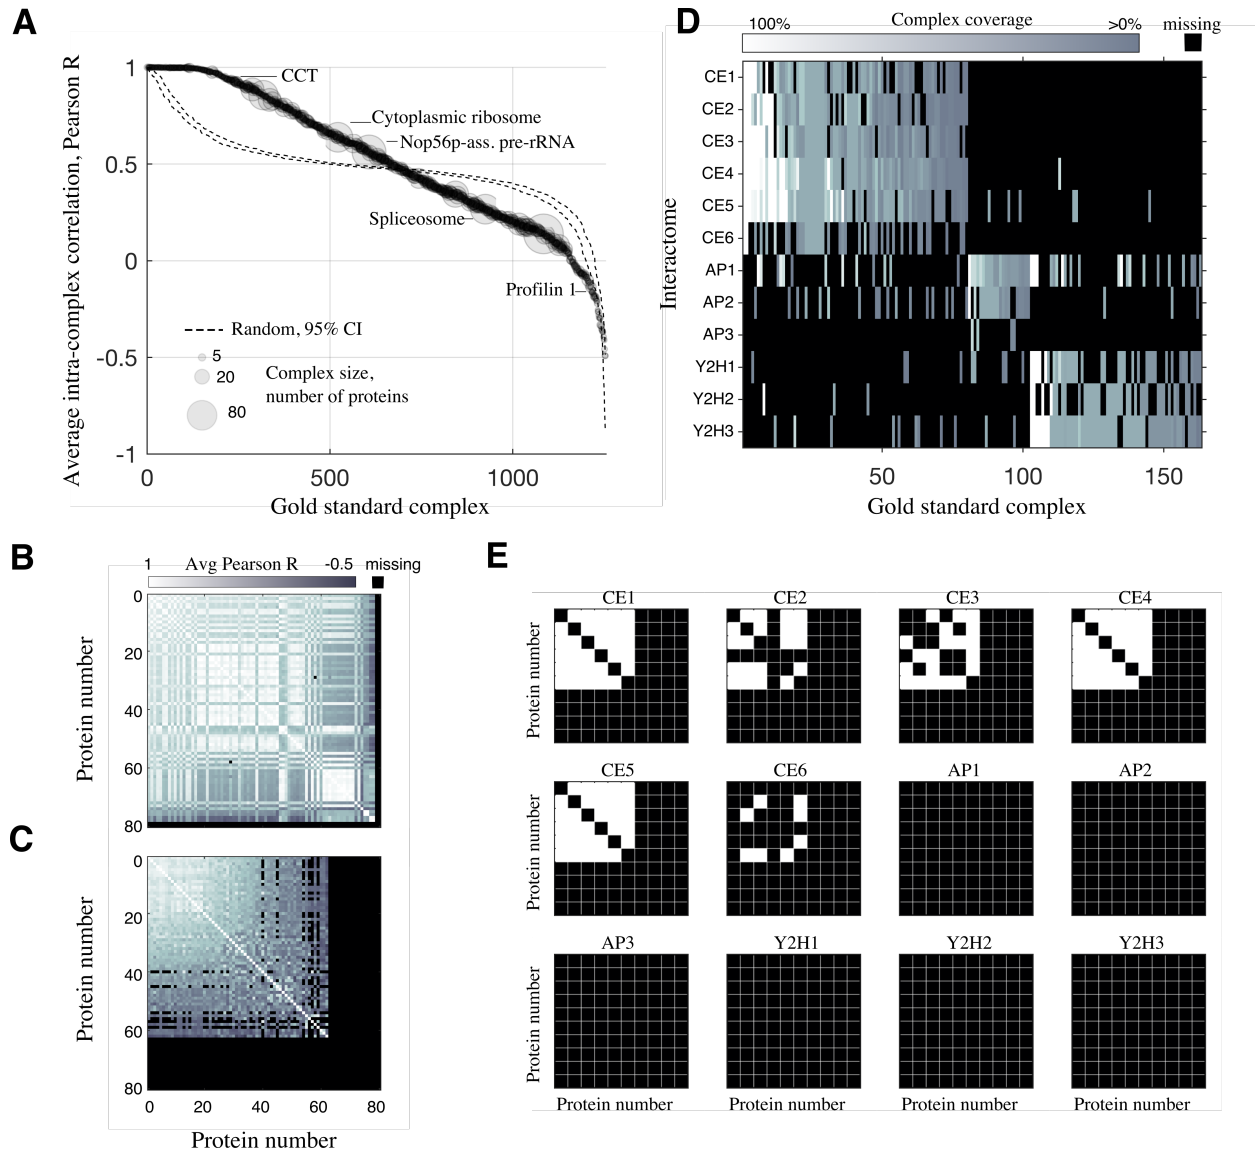 A
Average intra-complex correlation, Pearson R
1
0.5
0
-0.5
-1
CCT
Cytoplasmic ribosome
Nop56p-ass. pre-rRNA
Spliceosome
Profilin 1
Random, 95% CI
5
20
80
Complex size,
number of proteins
0
500
1000
Gold standard complex
D
100%
Complex coverage
>0%
missing
Interactome
CE1
CE2
CE3
CE4
CE5
CE6
AP1
AP2
AP3
Y2H1
Y2H2
Y2H3
50
100
150
Gold standard complex
B
1
Avg Pearson R
-0.5
missing
Protein number
0
20
40
60
80
C
Protein number
0
20
40
60
80
0
20
40
60
80
Protein number
E
CE1
CE2
CE3
CE4
Protein number
CE5
CE6
AP1
AP2
Protein number
AP3
Y2H1
Y2H2
Y2H3
Protein number
Protein number
Protein number
Protein number
Protein number